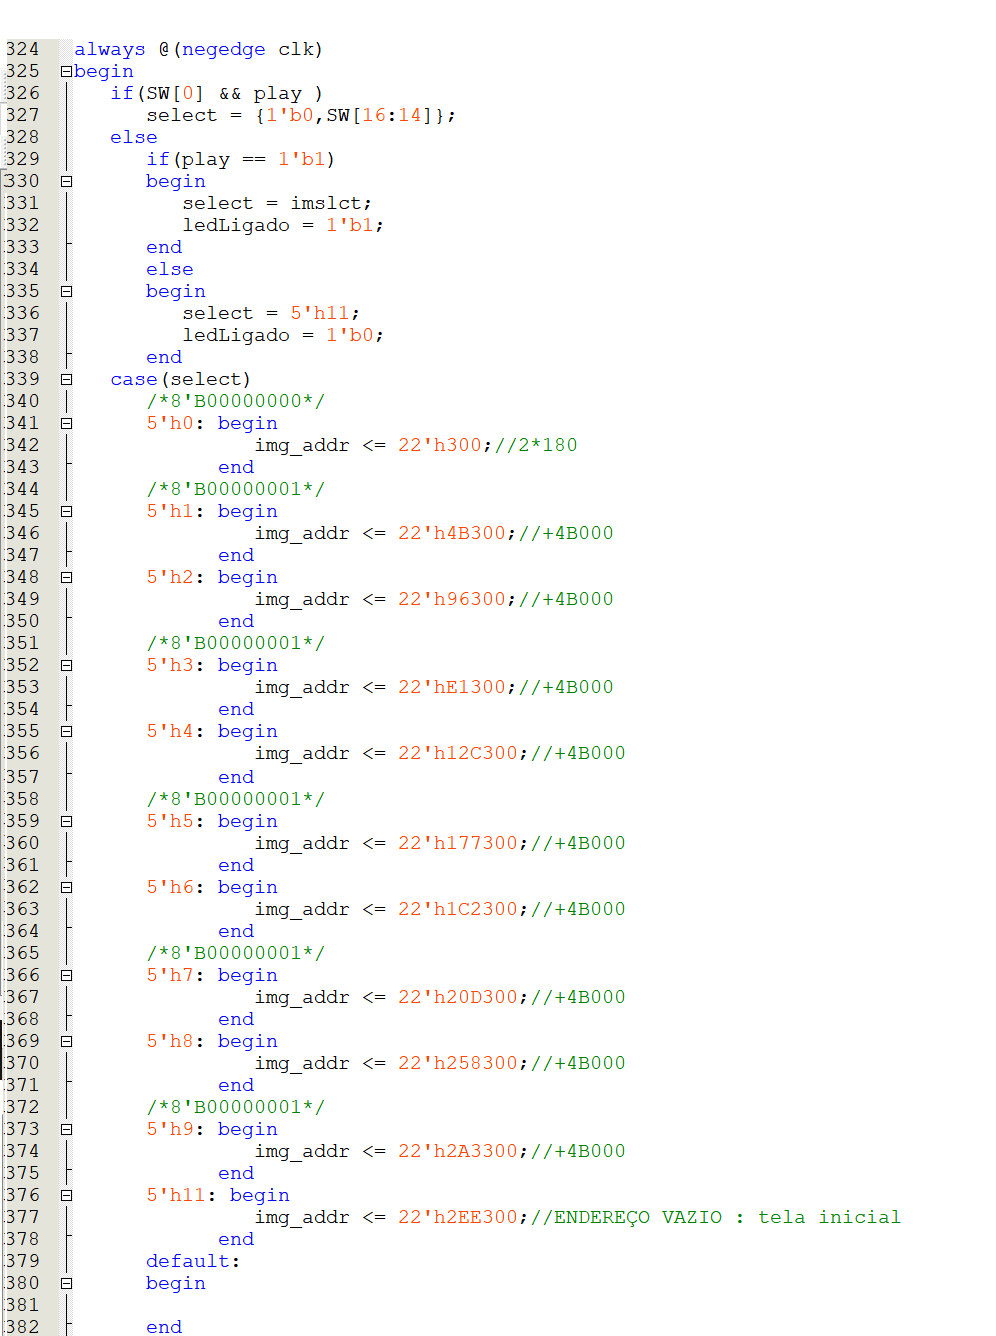 324 always @(negedge clk)
325 begin
326 if(SW[0] && play )
327 select = {1'b0,SW[16:14]};
328 else
329 if(play == 1'b1)
330 begin
331 select = imslct;
332 ledLigado = 1'b1;
333 end
334 else
335 begin
336 select = 5'h11;
337 ledLigado = 1'b0;
338 end
339 case(select)
340 /*8'B00000000*/
341 5'h0: begin
342 img_addr <= 22'h300;//2*180
343 end
344 /*8'B00000001*/
345 5'h1: begin
346 img_addr <= 22'h4B300;//+4B000
347 end
348 5'h2: begin
349 img_addr <= 22'h96300;//+4B000
350 end
351 /*8'B00000001*/
352 5'h3: begin
353 img_addr <= 22'hE1300;//+4B000
354 end
355 5'h4: begin
356 img_addr <= 22'h12C300;//+4B000
357 end
358 /*8'B00000001*/
359 5'h5: begin
360 img_addr <= 22'h177300;//+4B000
361 end
362 5'h6: begin
363 img_addr <= 22'h1C2300;//+4B000
364 end
365 /*8'B00000001*/
366 5'h7: begin
367 img_addr <= 22'h20D300;//+4B000
368 end
369 5'h8: begin
370 img_addr <= 22'h258300;//+4B000
371 end
372 /*8'B00000001*/
373 5'h9: begin
374 img_addr <= 22'h2A3300;//+4B000
375 end
376 5'h11: begin
377 img_addr <= 22'h2EE300;//ENDEREÇO VAZIO : tela inicial
378 end
379 default:
380 begin
381
382 end